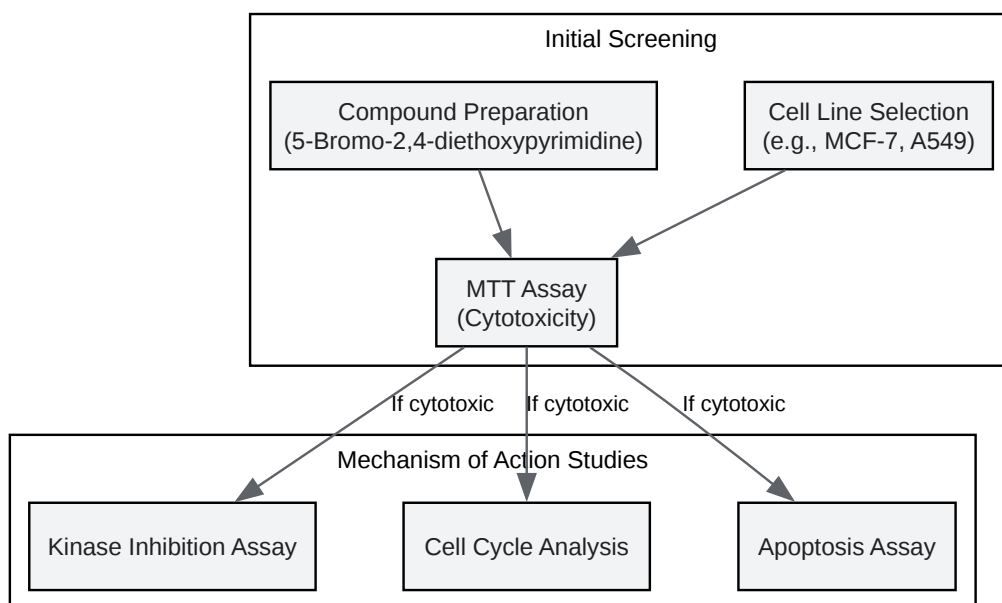 Initial Screening
Compound Preparation
(5-Bromo-2,4-diethoxypyrimidine)
Cell Line Selection
(e.g., MCF-7, A549)
MTT Assay
(Cytotoxicity)
If cytotoxic
If cytotoxic
If cytotoxic
Mechanism of Action Studies
Kinase Inhibition Assay
Cell Cycle Analysis
Apoptosis Assay